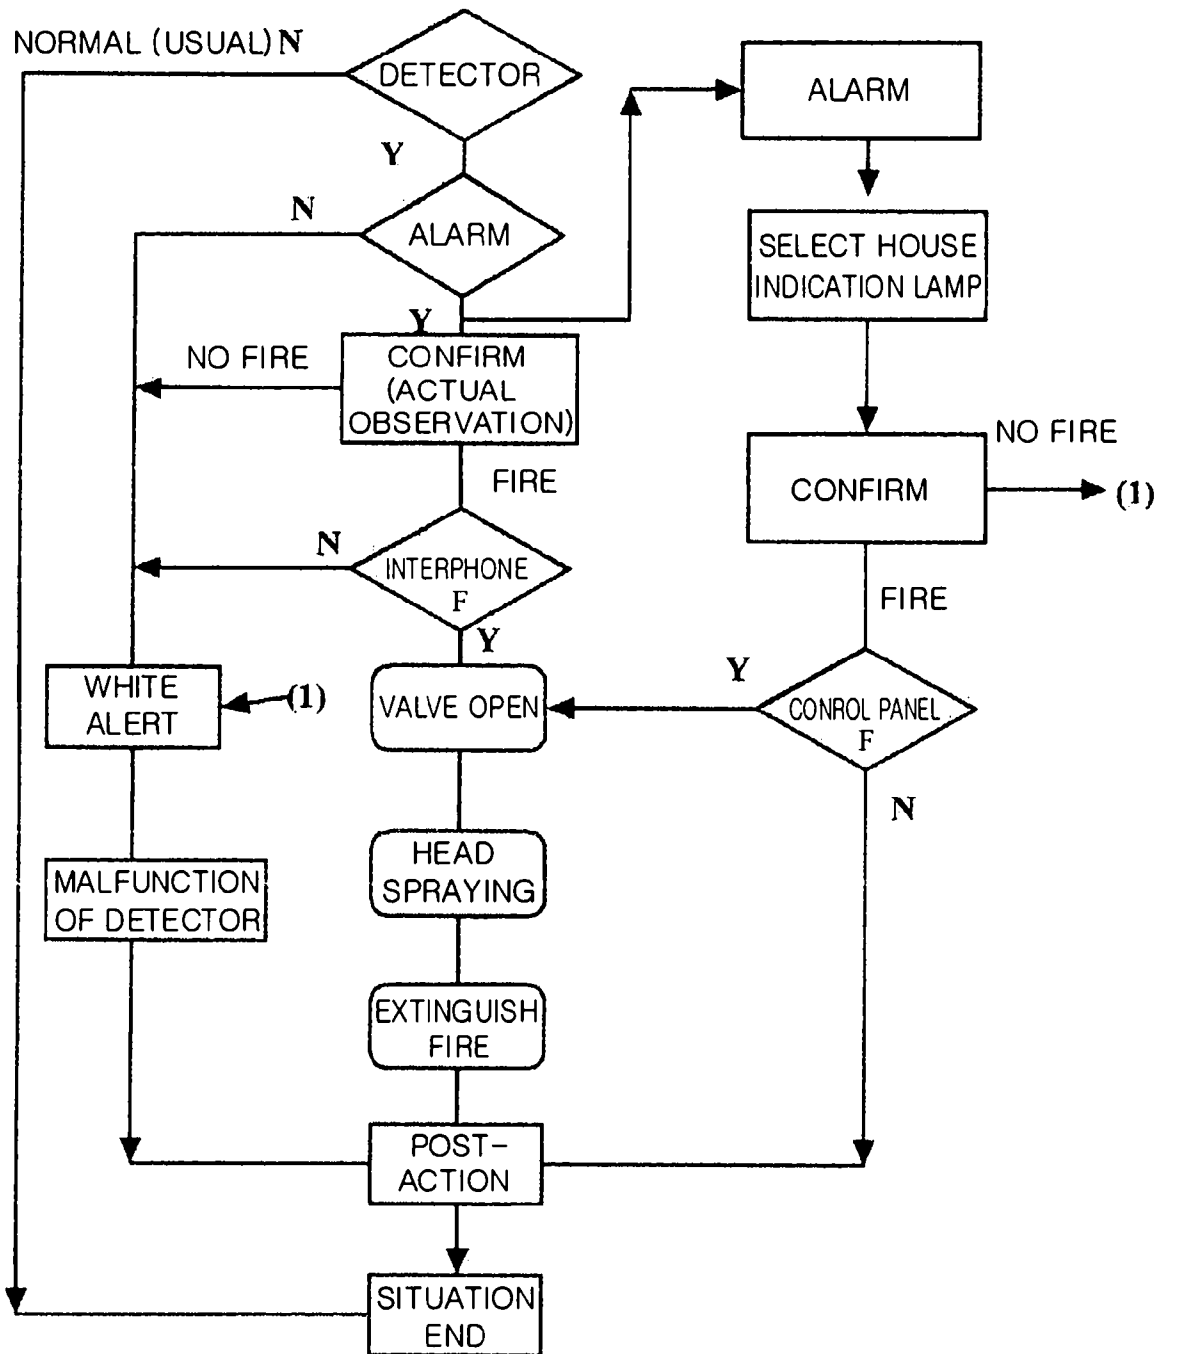 NORMAL (USUAL) N
DETECTOR
Y
ALARM
N
ALARM
Y
SELECT HOUSE
INDICATION LAMP
NO FIRE
CONFIRM
(ACTUAL
OBSERVATION)
FIRE
NO FIRE
CONFIRM
(1)
FIRE
N
INTERPHONE
F
Y
WHITE
ALERT
(1)
VALVE OPEN
Y
CONROL PANEL
F
N
HEAD
SPRAYING
MALFUNCTION
OF DETECTOR
EXTINGUISH
FIRE
POST-
ACTION
SITUATION
END